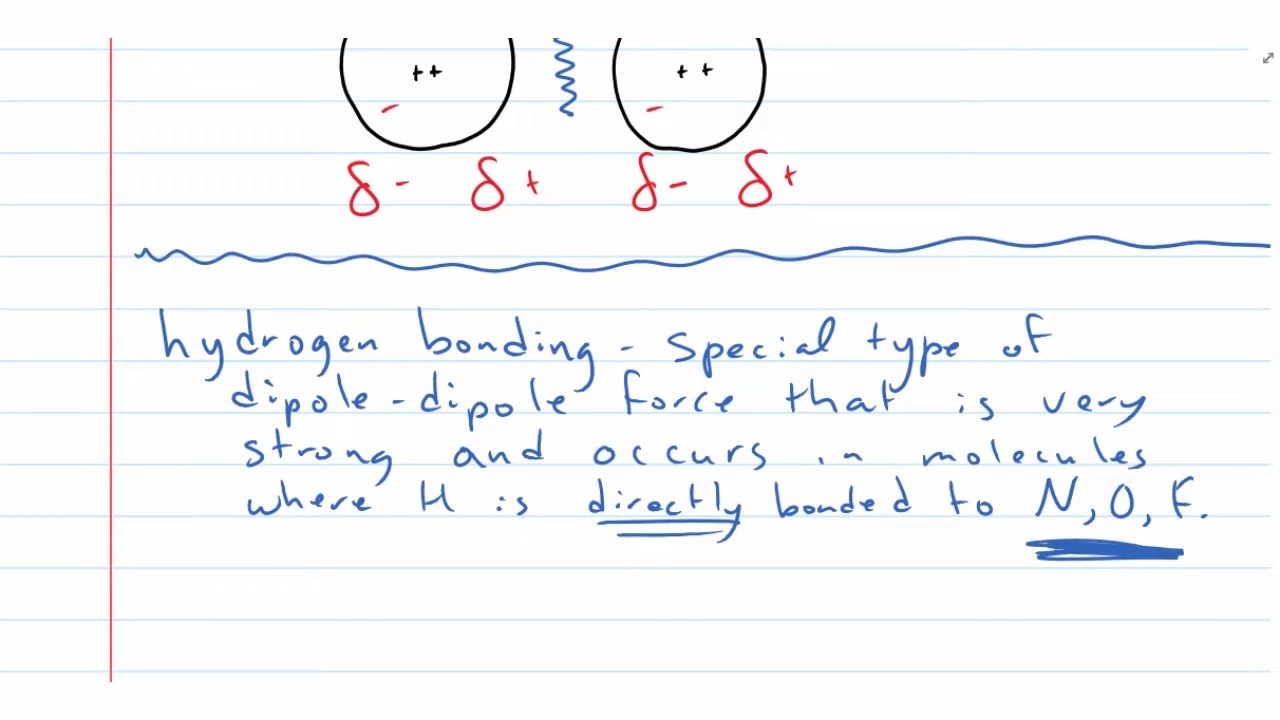 ++ ++
- -
δ- δ+ δ- δ+
hydrogen bonding - special type of
dipole-dipole force that is very
strong and occurs in molecules
where H is directly bonded to N, O, F.